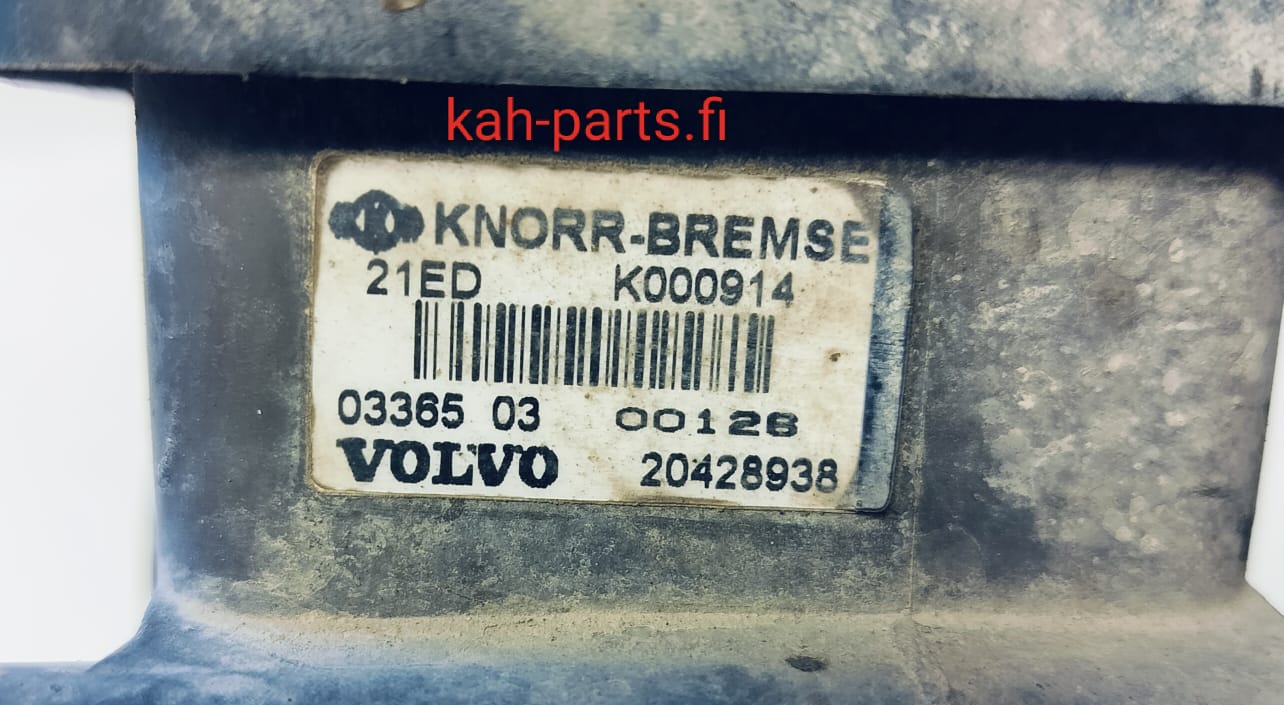 kah-parts.fi
KNORR-BREMSE
21ED K000914
03365 03 00126
VOLVO 20428938